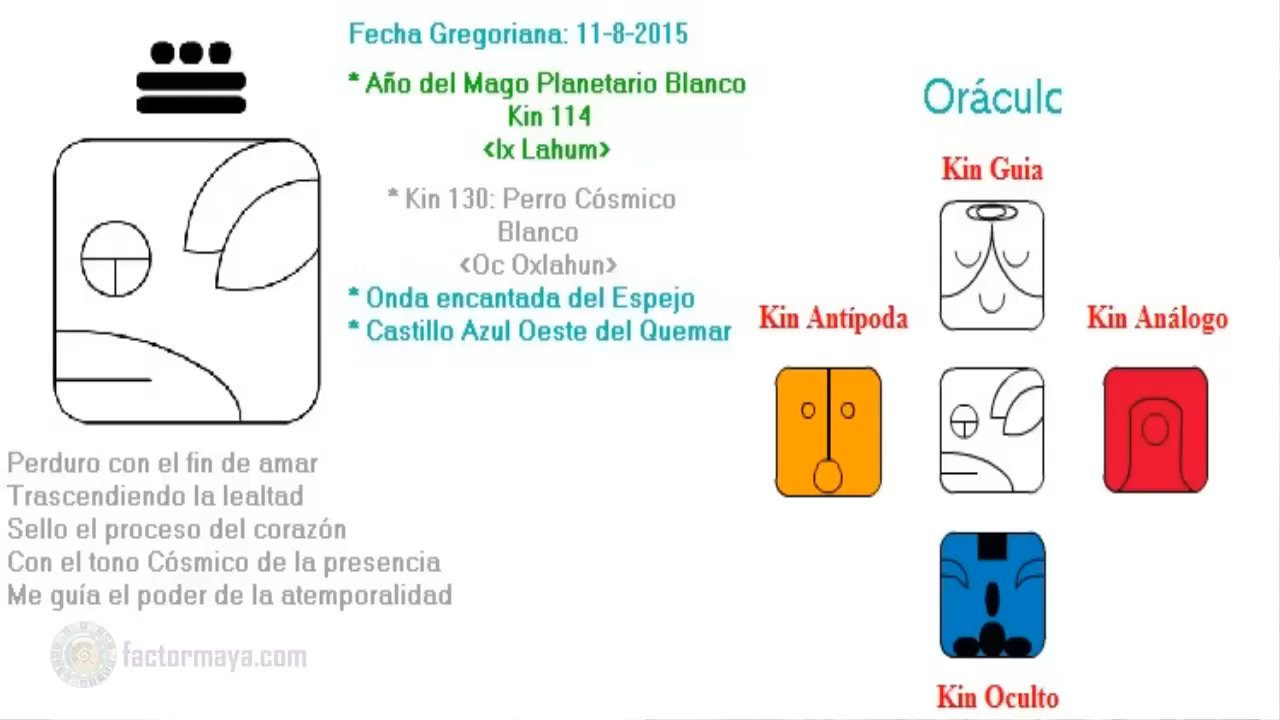 Fecha Gregoriana: 11-8-2015
* Año del Mago Planetario Blanco
Kin 114
<Ix Lahum>
* Kin 130: Perro Cósmico
Blanco
<Oc Oxlahun>
* Onda encantada del Espejo
* Castillo Azul Oeste del Quemar
Perduro con el fin de amar
Trascendiendo la lealtad
Sello el proceso del corazón
Con el tono Cósmico de la presencia
Me guía el poder de la atemporalidad
factormaya.com
Oráculo
Kin Guia
Kin Antípoda
Kin Análogo
Kin Oculto